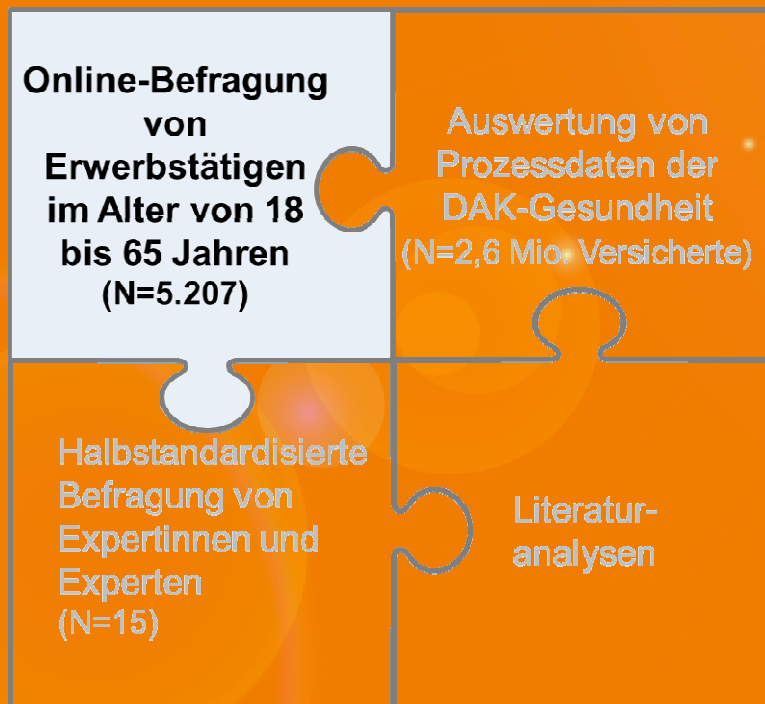 Online-Befragung
von
Erwerbstätigen
im Alter von 18
bis 65 Jahren
(N=5.207)
Auswertung von
Prozessdaten der
DAK-Gesundheit
(N=2,6 Mio. Versicherte)
Halbstandardisierte
Befragung von
Expertinnen und
Experten
(N=15)
Literatur-
analysen